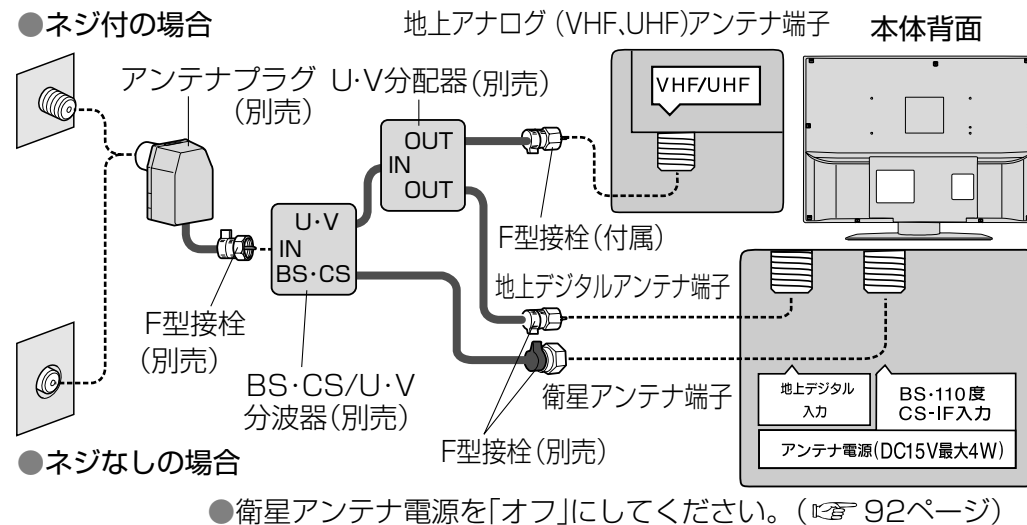 ●ネジ付の場合
地上アナログ (VHF、UHF)アンテナ端子
本体背面
アンテナプラグ
(別売)
U・V分配器(別売)
VHF/UHF
OUT
IN
OUT
F型接栓(付属)
U・V
IN
BS・CS
地上デジタルアンテナ端子
F型接栓
(別売)
BS・CS/U・V
分波器(別売)
衛星アンテナ端子
F型接栓(別売)
地上デジタル
入力
BS・110度
CS-IF入力
アンテナ電源(DC15V最大4W)
●ネジなしの場合
●衛星アンテナ電源を「オフ」にしてください。(☞ 92ページ)